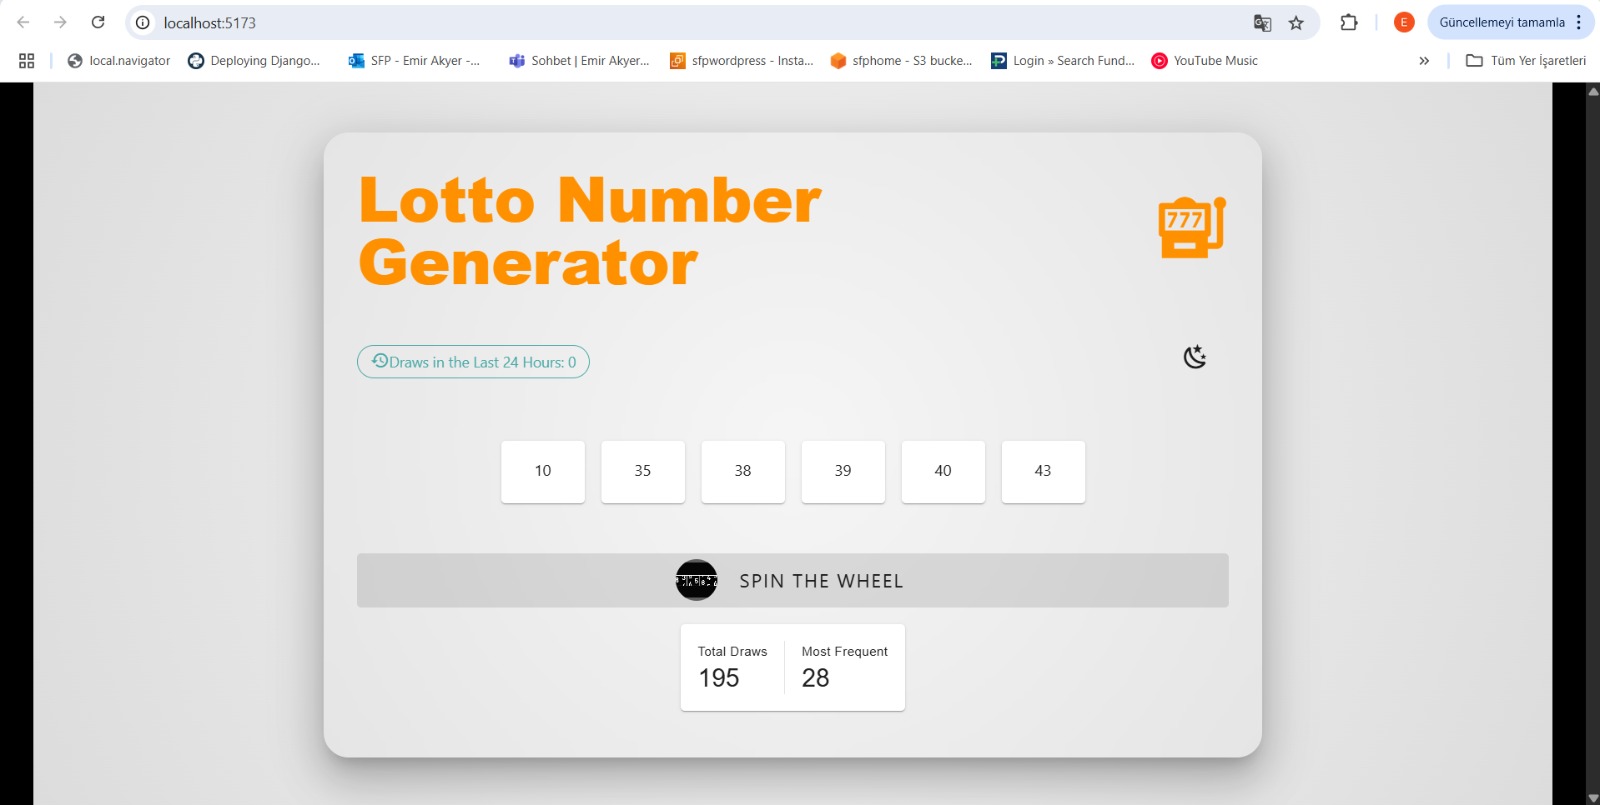 localhost:5173
E
Güncellemeyi tamamla
local.navigator
Deploying Django...
SFP - Emir Akyer -...
Sohbet | Emir Akyer...
sfpwordpress - Insta...
sfphome - S3 bucke...
Login » Search Fund...
YouTube Music
»
Tüm Yer İşaretleri
Lotto Number
Generator
777
Draws in the Last 24 Hours: 0
10 35 38 39 40 43
SPIN THE WHEEL
Total Draws Most Frequent
195 28